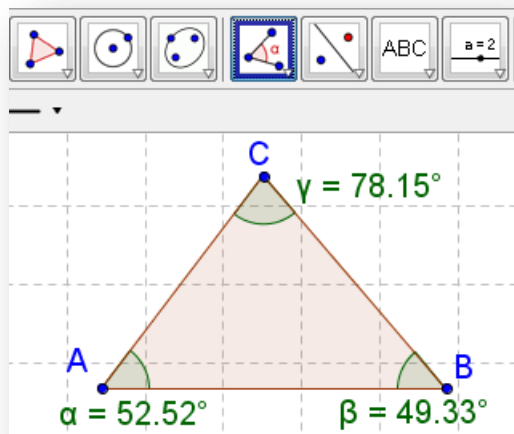 α
ABC
a = 2
C
γ = 78.15°
A
B
α = 52.52°
β = 49.33°